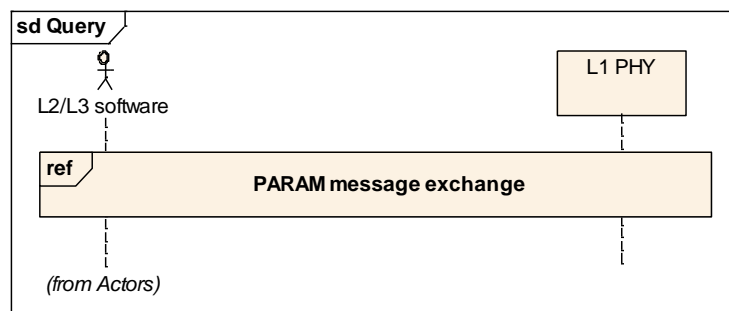 sd Query
L2/L3 software
L1 PHY
ref
PARAM message exchange
(from Actors)